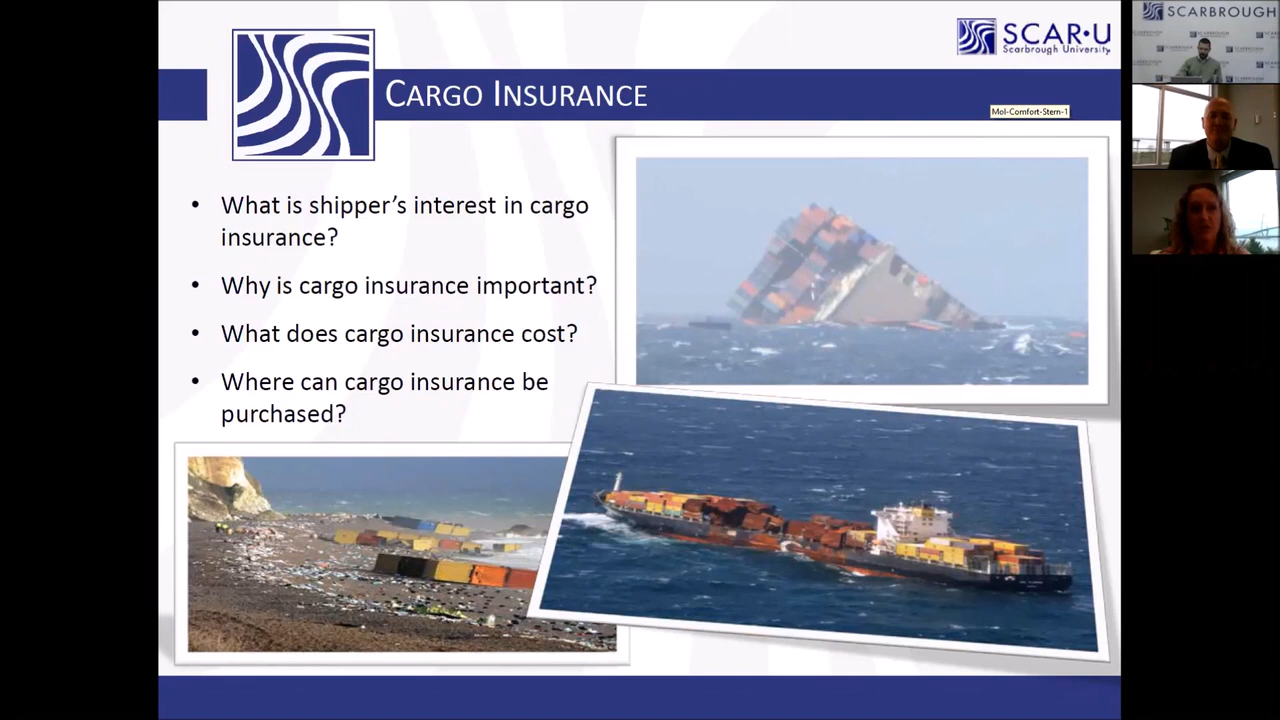 SCAR•U
Scarbrough University
CARGO INSURANCE
Mol-Comfort-Stern-1
• What is shipper’s interest in cargo
insurance?
• Why is cargo insurance important?
• What does cargo insurance cost?
• Where can cargo insurance be
purchased?
SCARBROUGH